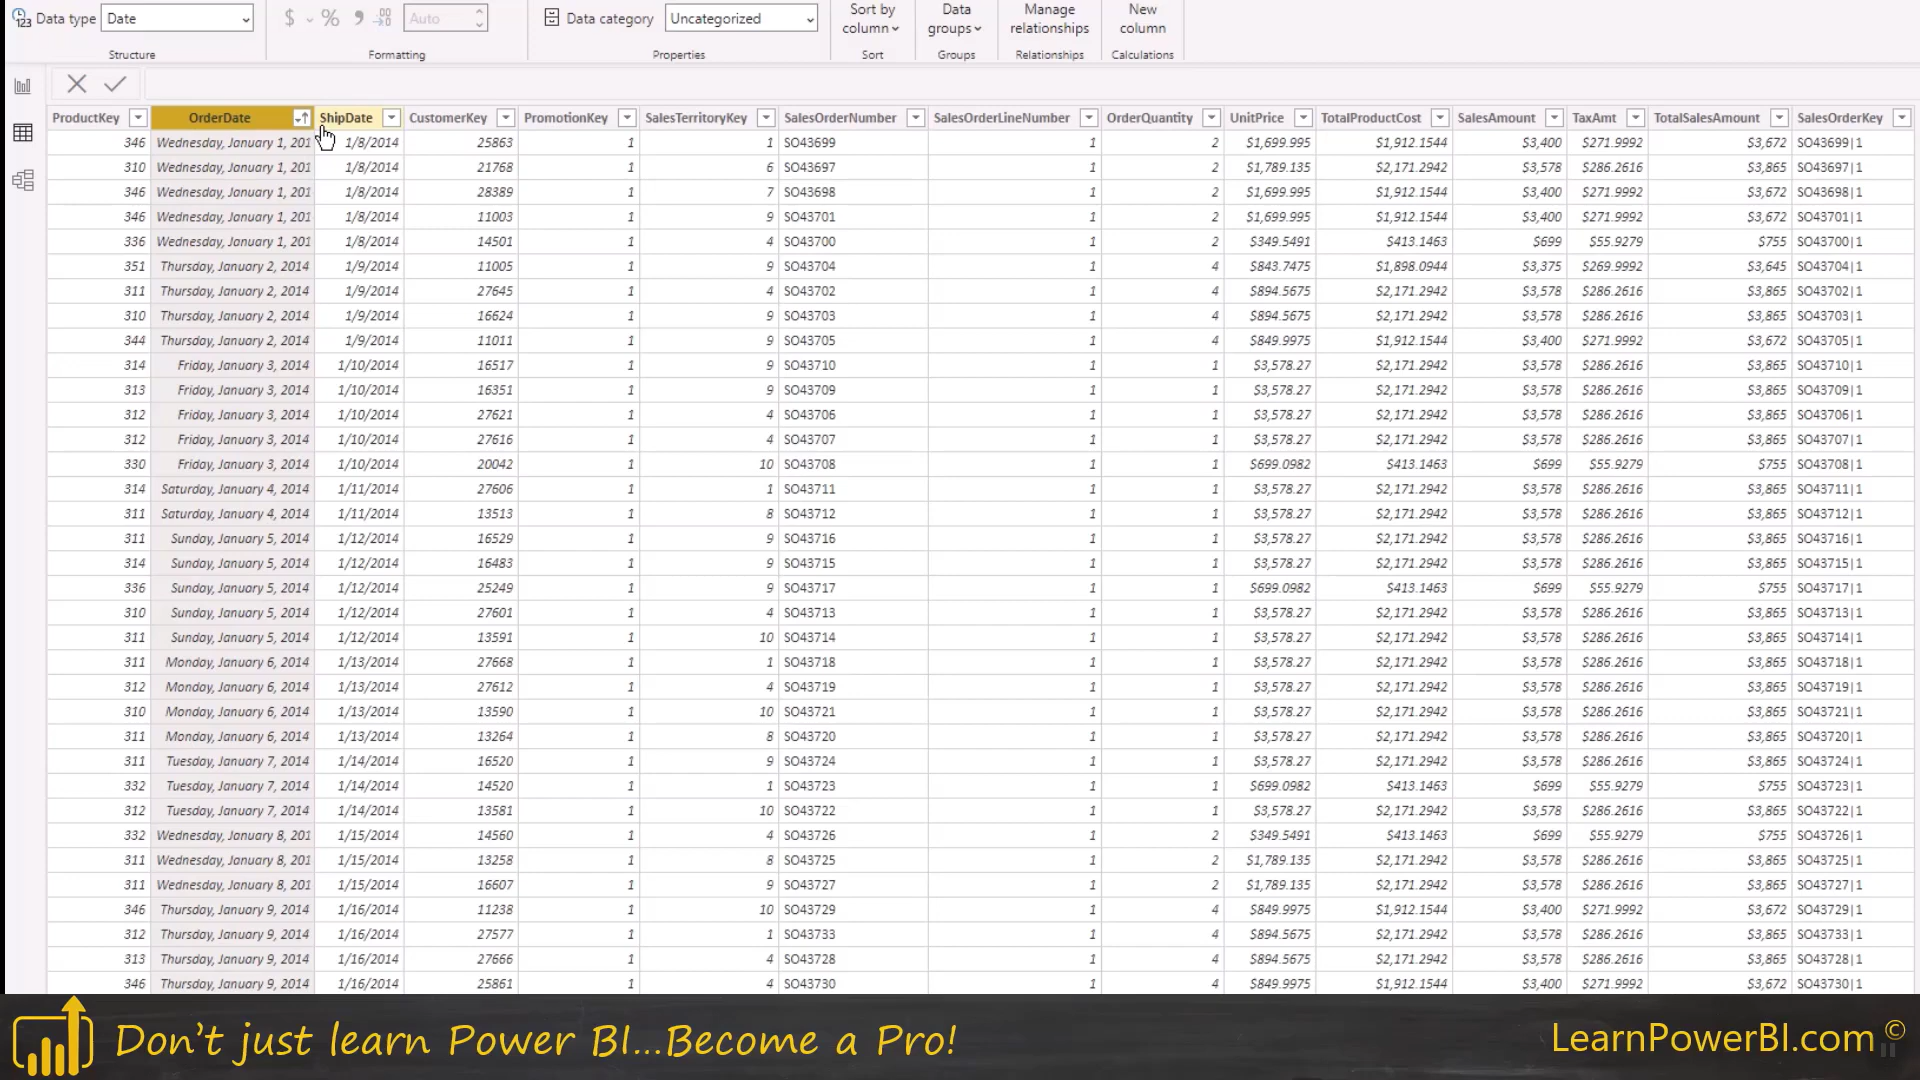 Data type Date $ % Auto Data category Uncategorized Sort by column Data groups Manage relationships New column
Structure Formatting Properties Sort Groups Relationships Calculations
ProductKey OrderDate ShipDate CustomerKey PromotionKey SalesTerritoryKey SalesOrderNumber SalesOrderLineNumber OrderQuantity UnitPrice TotalProductCost SalesAmount TaxAmt TotalSalesAmount SalesOrderKey
346 Wednesday, January 1, 201 1/8/2014 25863 1 1 SO43699 1 2 $1,699.995 $1,912.1544 $3,400 $271.9992 $3,672 SO43699|1
310 Wednesday, January 1, 201 1/8/2014 21768 1 6 SO43697 1 2 $1,789.135 $2,171.2942 $3,578 $286.2616 $3,865 SO43697|1
346 Wednesday, January 1, 201 1/8/2014 28389 1 7 SO43698 1 2 $1,699.995 $1,912.1544 $3,400 $271.9992 $3,672 SO43698|1
346 Wednesday, January 1, 201 1/8/2014 11003 1 9 SO43701 1 2 $1,699.995 $1,912.1544 $3,400 $271.9992 $3,672 SO43701|1
336 Wednesday, January 1, 201 1/8/2014 14501 1 4 SO43700 1 2 $349.5491 $413.1463 $699 $55.9279 $755 SO43700|1
351 Thursday, January 2, 2014 1/9/2014 11005 1 9 SO43704 1 4 $843.7475 $1,898.0944 $3,375 $269.9992 $3,645 SO43704|1
311 Thursday, January 2, 2014 1/9/2014 27645 1 4 SO43702 1 4 $894.5675 $2,171.2942 $3,578 $286.2616 $3,865 SO43702|1
310 Thursday, January 2, 2014 1/9/2014 16624 1 9 SO43703 1 4 $894.5675 $2,171.2942 $3,578 $286.2616 $3,865 SO43703|1
344 Thursday, January 2, 2014 1/9/2014 11011 1 9 SO43705 1 4 $849.9975 $1,912.1544 $3,400 $271.9992 $3,672 SO43705|1
314 Friday, January 3, 2014 1/10/2014 16517 1 9 SO43710 1 1 $3,578.27 $2,171.2942 $3,578 $286.2616 $3,865 SO43710|1
313 Friday, January 3, 2014 1/10/2014 16351 1 9 SO43709 1 1 $3,578.27 $2,171.2942 $3,578 $286.2616 $3,865 SO43709|1
312 Friday, January 3, 2014 1/10/2014 27621 1 4 SO43706 1 1 $3,578.27 $2,171.2942 $3,578 $286.2616 $3,865 SO43706|1
312 Friday, January 3, 2014 1/10/2014 27616 1 4 SO43707 1 1 $3,578.27 $2,171.2942 $3,578 $286.2616 $3,865 SO43707|1
330 Friday, January 3, 2014 1/10/2014 20042 1 10 SO43708 1 1 $699.0982 $413.1463 $699 $55.9279 $755 SO43708|1
314 Saturday, January 4, 2014 1/11/2014 27606 1 1 SO43711 1 1 $3,578.27 $2,171.2942 $3,578 $286.2616 $3,865 SO43711|1
311 Saturday, January 4, 2014 1/11/2014 13513 1 8 SO43712 1 1 $3,578.27 $2,171.2942 $3,578 $286.2616 $3,865 SO43712|1
311 Sunday, January 5, 2014 1/12/2014 16529 1 9 SO43716 1 1 $3,578.27 $2,171.2942 $3,578 $286.2616 $3,865 SO43716|1
314 Sunday, January 5, 2014 1/12/2014 16483 1 9 SO43715 1 1 $3,578.27 $2,171.2942 $3,578 $286.2616 $3,865 SO43715|1
336 Sunday, January 5, 2014 1/12/2014 25249 1 9 SO43717 1 1 $699.0982 $413.1463 $699 $55.9279 $755 SO43717|1
310 Sunday, January 5, 2014 1/12/2014 27601 1 4 SO43713 1 1 $3,578.27 $2,171.2942 $3,578 $286.2616 $3,865 SO43713|1
311 Sunday, January 5, 2014 1/12/2014 13591 1 10 SO43714 1 1 $3,578.27 $2,171.2942 $3,578 $286.2616 $3,865 SO43714|1
311 Monday, January 6, 2014 1/13/2014 27668 1 1 SO43718 1 1 $3,578.27 $2,171.2942 $3,578 $286.2616 $3,865 SO43718|1
312 Monday, January 6, 2014 1/13/2014 27612 1 4 SO43719 1 1 $3,578.27 $2,171.2942 $3,578 $286.2616 $3,865 SO43719|1
310 Monday, January 6, 2014 1/13/2014 13590 1 10 SO43721 1 1 $3,578.27 $2,171.2942 $3,578 $286.2616 $3,865 SO43721|1
311 Monday, January 6, 2014 1/13/2014 13264 1 8 SO43720 1 1 $3,578.27 $2,171.2942 $3,578 $286.2616 $3,865 SO43720|1
311 Tuesday, January 7, 2014 1/14/2014 16520 1 9 SO43724 1 1 $3,578.27 $2,171.2942 $3,578 $286.2616 $3,865 SO43724|1
332 Tuesday, January 7, 2014 1/14/2014 14520 1 1 SO43723 1 1 $699.0982 $413.1463 $699 $55.9279 $755 SO43723|1
312 Tuesday, January 7, 2014 1/14/2014 13581 1 10 SO43722 1 1 $3,578.27 $2,171.2942 $3,578 $286.2616 $3,865 SO43722|1
332 Wednesday, January 8, 201 1/15/2014 14560 1 4 SO43726 1 2 $349.5491 $413.1463 $699 $55.9279 $755 SO43726|1
311 Wednesday, January 8, 201 1/15/2014 13258 1 8 SO43725 1 2 $1,789.135 $2,171.2942 $3,578 $286.2616 $3,865 SO43725|1
311 Wednesday, January 8, 201 1/15/2014 16607 1 9 SO43727 1 2 $1,789.135 $2,171.2942 $3,578 $286.2616 $3,865 SO43727|1
346 Thursday, January 9, 2014 1/16/2014 11238 1 10 SO43729 1 4 $849.9975 $1,912.1544 $3,400 $271.9992 $3,672 SO43729|1
312 Thursday, January 9, 2014 1/16/2014 27577 1 1 SO43733 1 4 $894.5675 $2,171.2942 $3,578 $286.2616 $3,865 SO43733|1
313 Thursday, January 9, 2014 1/16/2014 27666 1 4 SO43728 1 4 $894.5675 $2,171.2942 $3,578 $286.2616 $3,865 SO43728|1
346 Thursday, January 9, 2014 1/16/2014 25861 1 4 SO43730 1 4 $849.9975 $1,912.1544 $3,400 $271.9992 $3,672 SO43730|1
Don't just learn Power BI...Become a Pro! LearnPowerBI.com ©